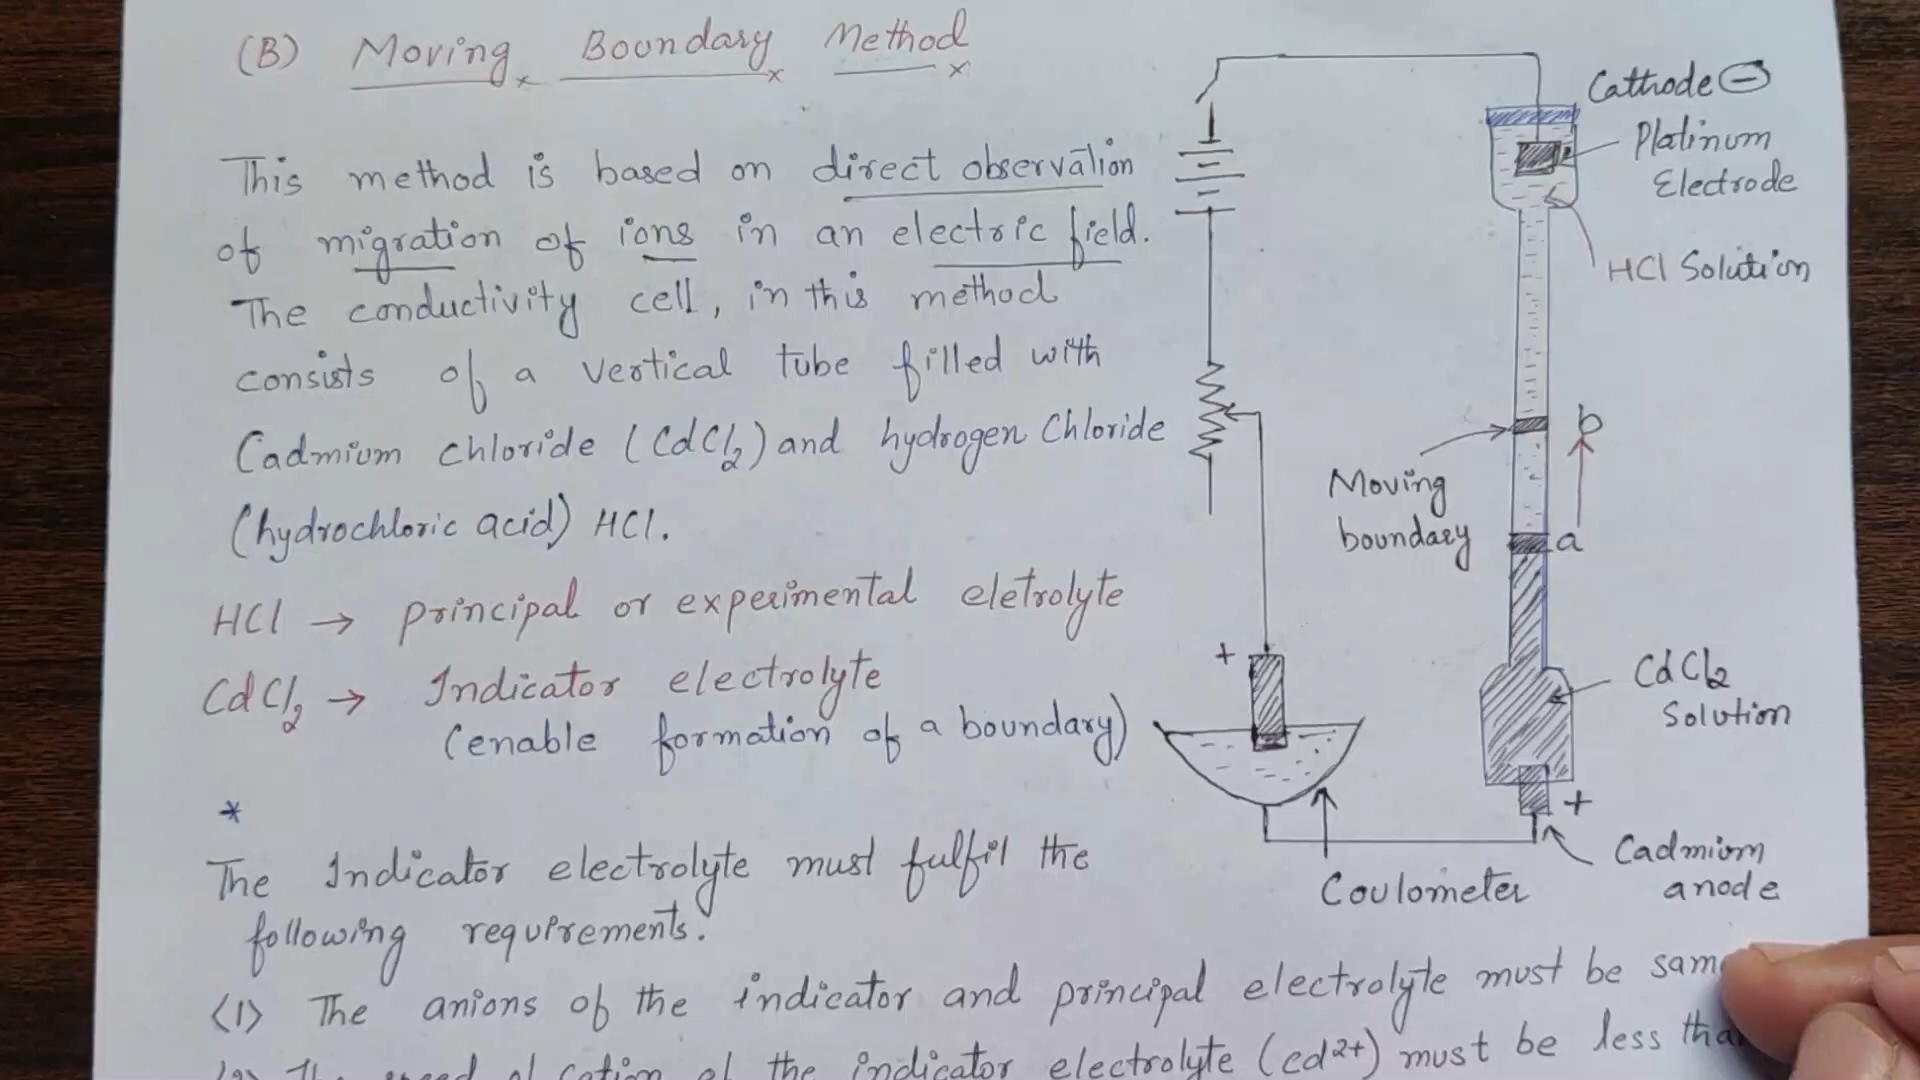 (B) Moving Boundary Method
This method is based on direct observation
of migration of ions in an electric field.
The conductivity cell, in this method
consists of a vertical tube filled with
Cadmium chloride (CdCl2) and hydrogen Chloride
(hydrochloric acid) HCl.
HCl → principal or experimental eletrolyte
CdCl2 → Indicator electrolyte
(enable formation of a boundary)
*
The Indicator electrolyte must fulfil the
following requirements.
<1> The anions of the indicator and principal electrolyte must be sam
of the indicator electrolyte (cd2+) must be less tha
Cathode ⊖
Platinum
Electrode
HCl Solution
b
Moving
boundary
a
CdCl2
Solution
+
+
Cadmium
anode
Coulometer